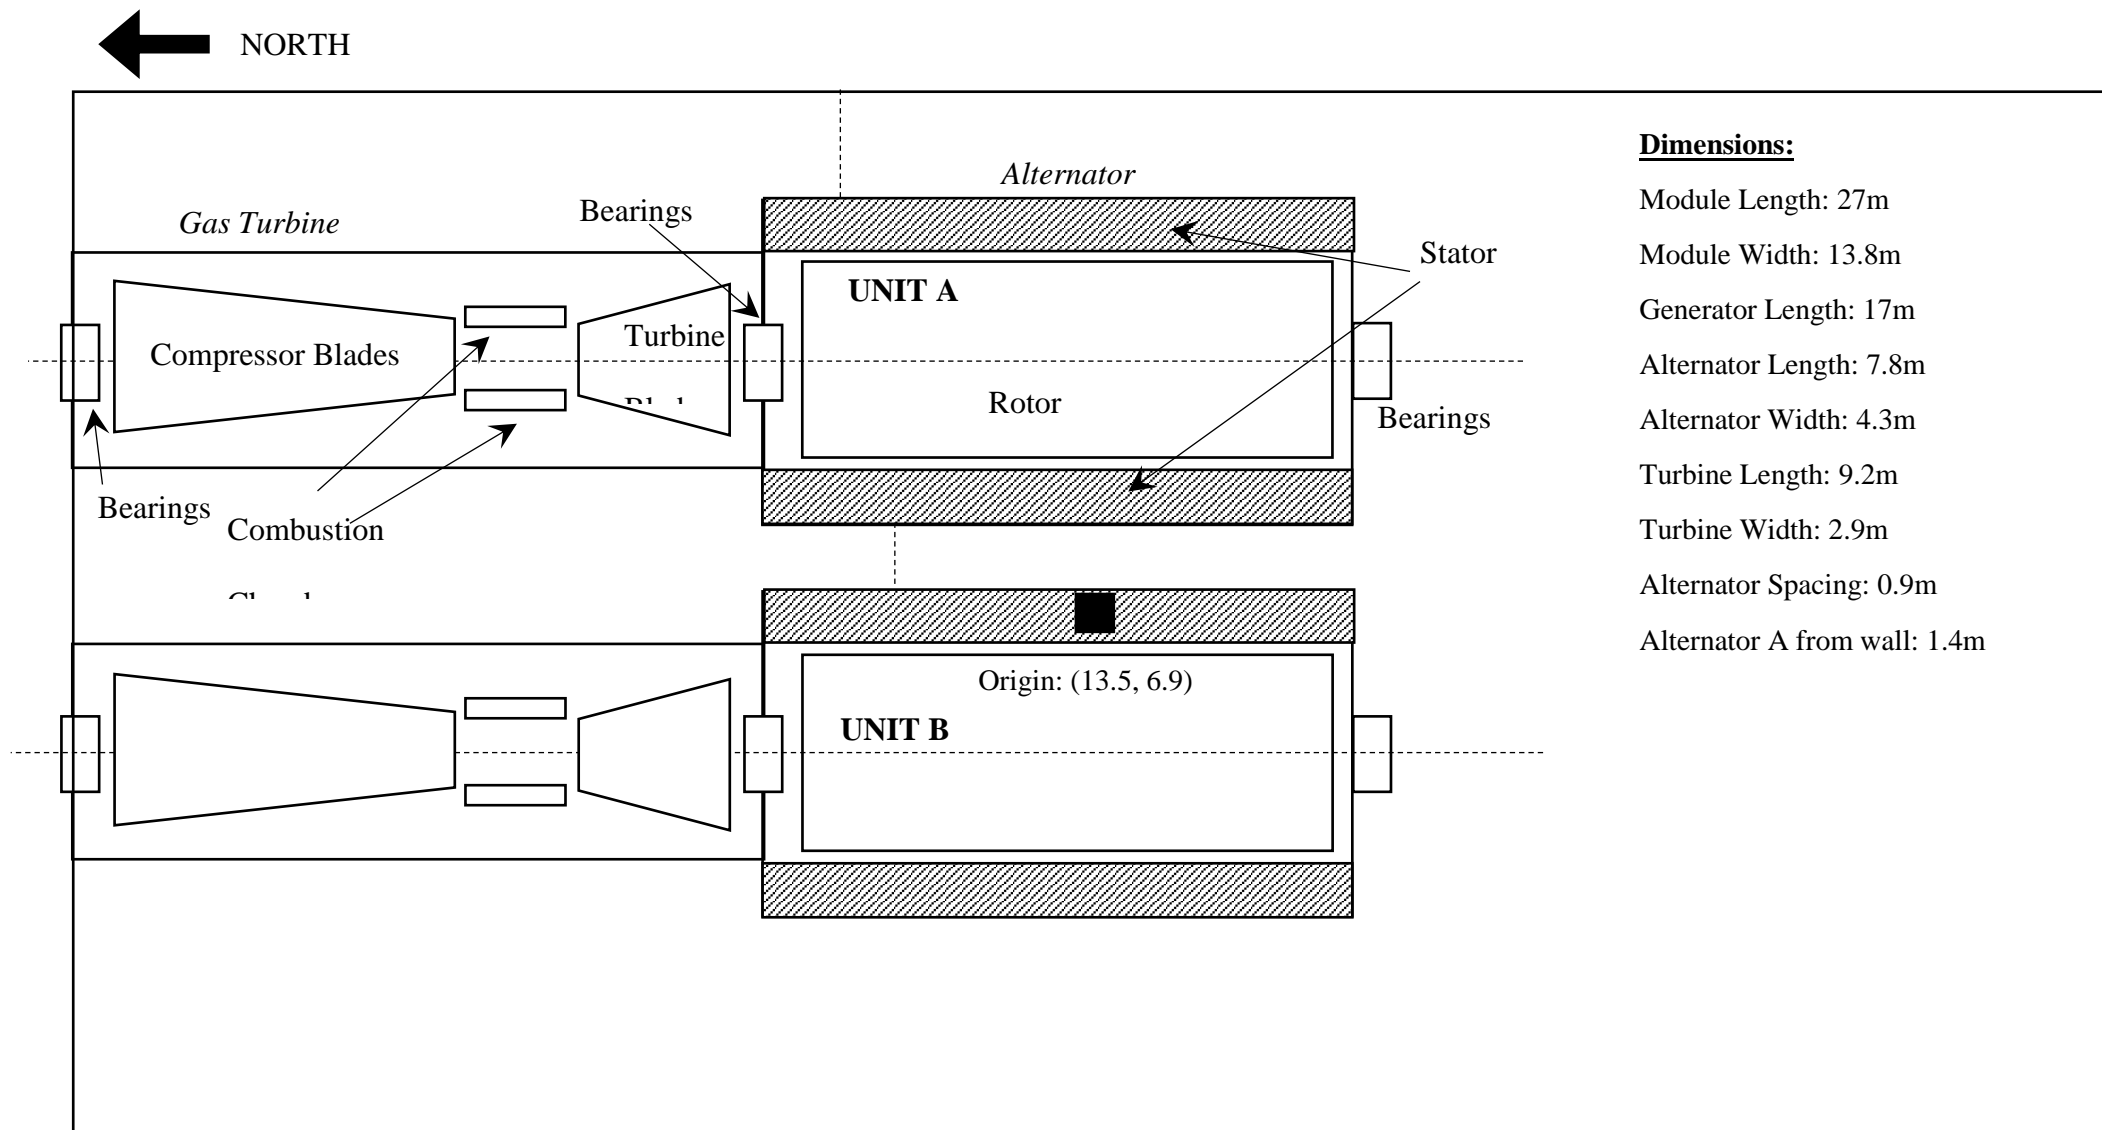 NORTH
Alternator
Gas Turbine
Bearings
Stator
UNIT A
Turbine
Compressor Blades
Rotor
Bearings
Bearings
Combustion
Origin: (13.5, 6.9)
UNIT B
Dimensions:
Module Length: 27m
Module Width: 13.8m
Generator Length: 17m
Alternator Length: 7.8m
Alternator Width: 4.3m
Turbine Length: 9.2m
Turbine Width: 2.9m
Alternator Spacing: 0.9m
Alternator A from wall: 1.4m